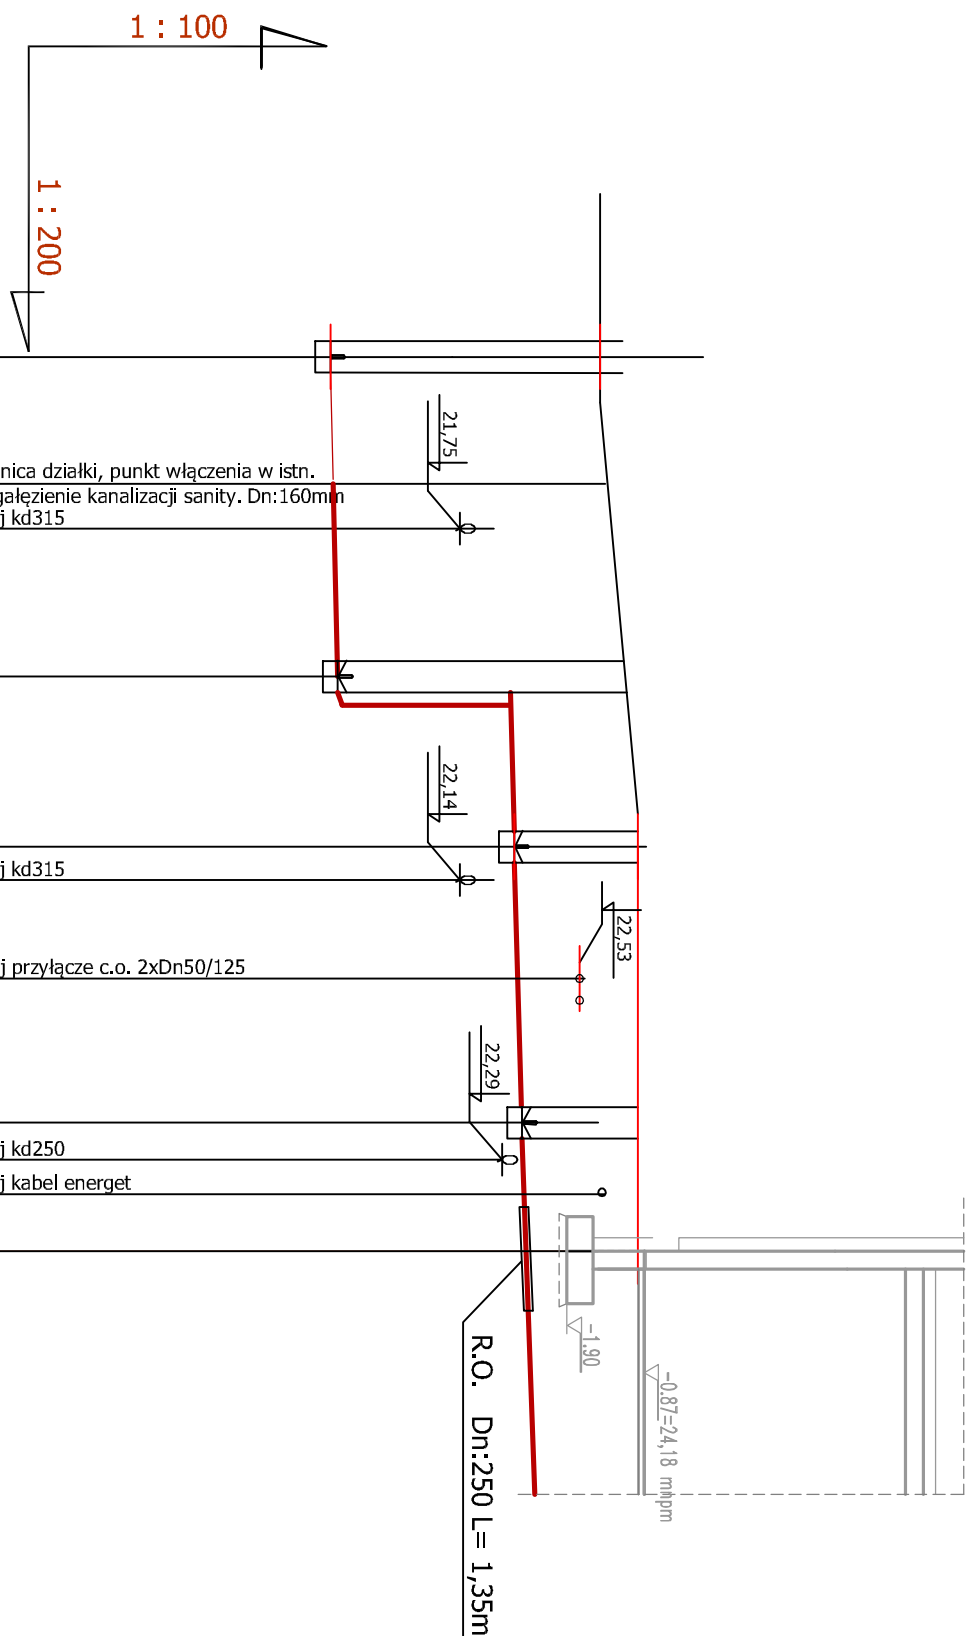 1 : 100
1 : 200
21,75
nica działki, punkt włączenia w istn.
gałęzienie kanalizacji sanity. Dn:160mm
j kd315
22,14
j kd315
22,53
j przyłącze c.o. 2xDn50/125
22,29
j kd250
j kabel energet
-1.90
-0.87=24,18 mnpm
R.O. Dn:250 L= 1,35m